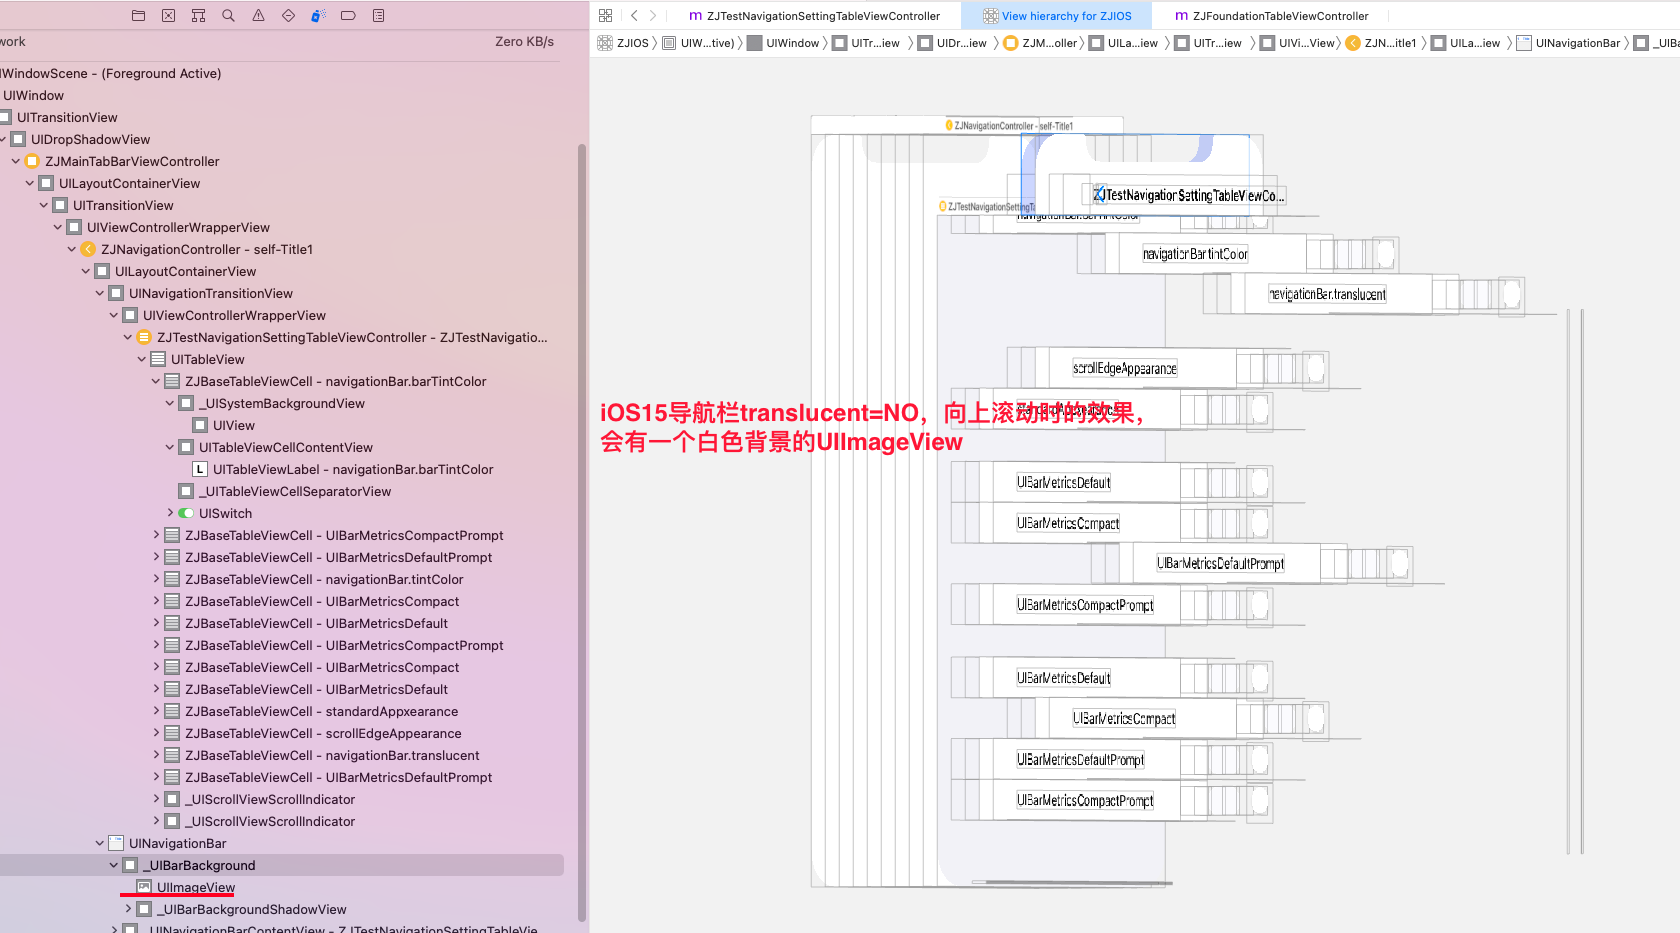 work
Zero KB/s
IWindowScene - (Foreground Active)
UIWindow
UITransitionView
UIDropShadowView
ZJMainTabBarViewController
UILayoutContainerView
UITransitionView
UIViewControllerWrapperView
ZJNavigationController - self-Title1
UILayoutContainerView
UINavigationTransitionView
UIViewControllerWrapperView
ZJTestNavigationSettingTableViewController - ZJTestNavigatio...
UITableView
ZJBaseTableViewCell - navigationBar.barTintColor
_UISystemBackgroundView
UIView
UITableViewCellContentView
L UITableViewLabel - navigationBar.barTintColor
_UITableViewCellSeparatorView
UISwitch
ZJBaseTableViewCell - UIBarMetricsCompactPrompt
ZJBaseTableViewCell - UIBarMetricsDefaultPrompt
ZJBaseTableViewCell - navigationBar.tintColor
ZJBaseTableViewCell - UIBarMetricsCompact
ZJBaseTableViewCell - UIBarMetricsDefault
ZJBaseTableViewCell - UIBarMetricsCompactPrompt
ZJBaseTableViewCell - UIBarMetricsCompact
ZJBaseTableViewCell - UIBarMetricsDefault
ZJBaseTableViewCell - standardAppxearance
ZJBaseTableViewCell - scrollEdgeAppearance
ZJBaseTableViewCell - navigationBar.translucent
ZJBaseTableViewCell - UIBarMetricsDefaultPrompt
_UIScrollViewScrollIndicator
_UIScrollViewScrollIndicator
UINavigationBar
_UIBarBackground
UIImageView
_UIBarBackgroundShadowView
_UINavigationBarContentView - ZJTestNavigationSettingTableVie
m ZJTestNavigationSettingTableViewController
View hierarchy for ZJIOS
m ZJFoundationTableViewController
ZJIOS
UIW...tive)
UIWindow
UITr...iew
UIDr...iew
ZJM...oller
UILa...iew
UITr...iew
UIVi...View
ZJN...itle1
UILa...iew
UINavigationBar
_UIBa
ZJNavigationController - self-Title1
ZJTestNavigationSettingTableViewCo...
ZJTestNavigationSettingTa
navigationBar.barTintColor
navigationBar.tintColor
navigationBar.translucent
scrollEdgeAppearance
iOS15导航栏translucent=NO，向上滚动时的效果，
会有一个白色背景的UIImageView
UIBarMetricsDefault
UIBarMetricsCompact
UIBarMetricsDefaultPrompt
UIBarMetricsCompactPrompt
UIBarMetricsDefault
UIBarMetricsCompact
UIBarMetricsDefaultPrompt
UIBarMetricsCompactPrompt